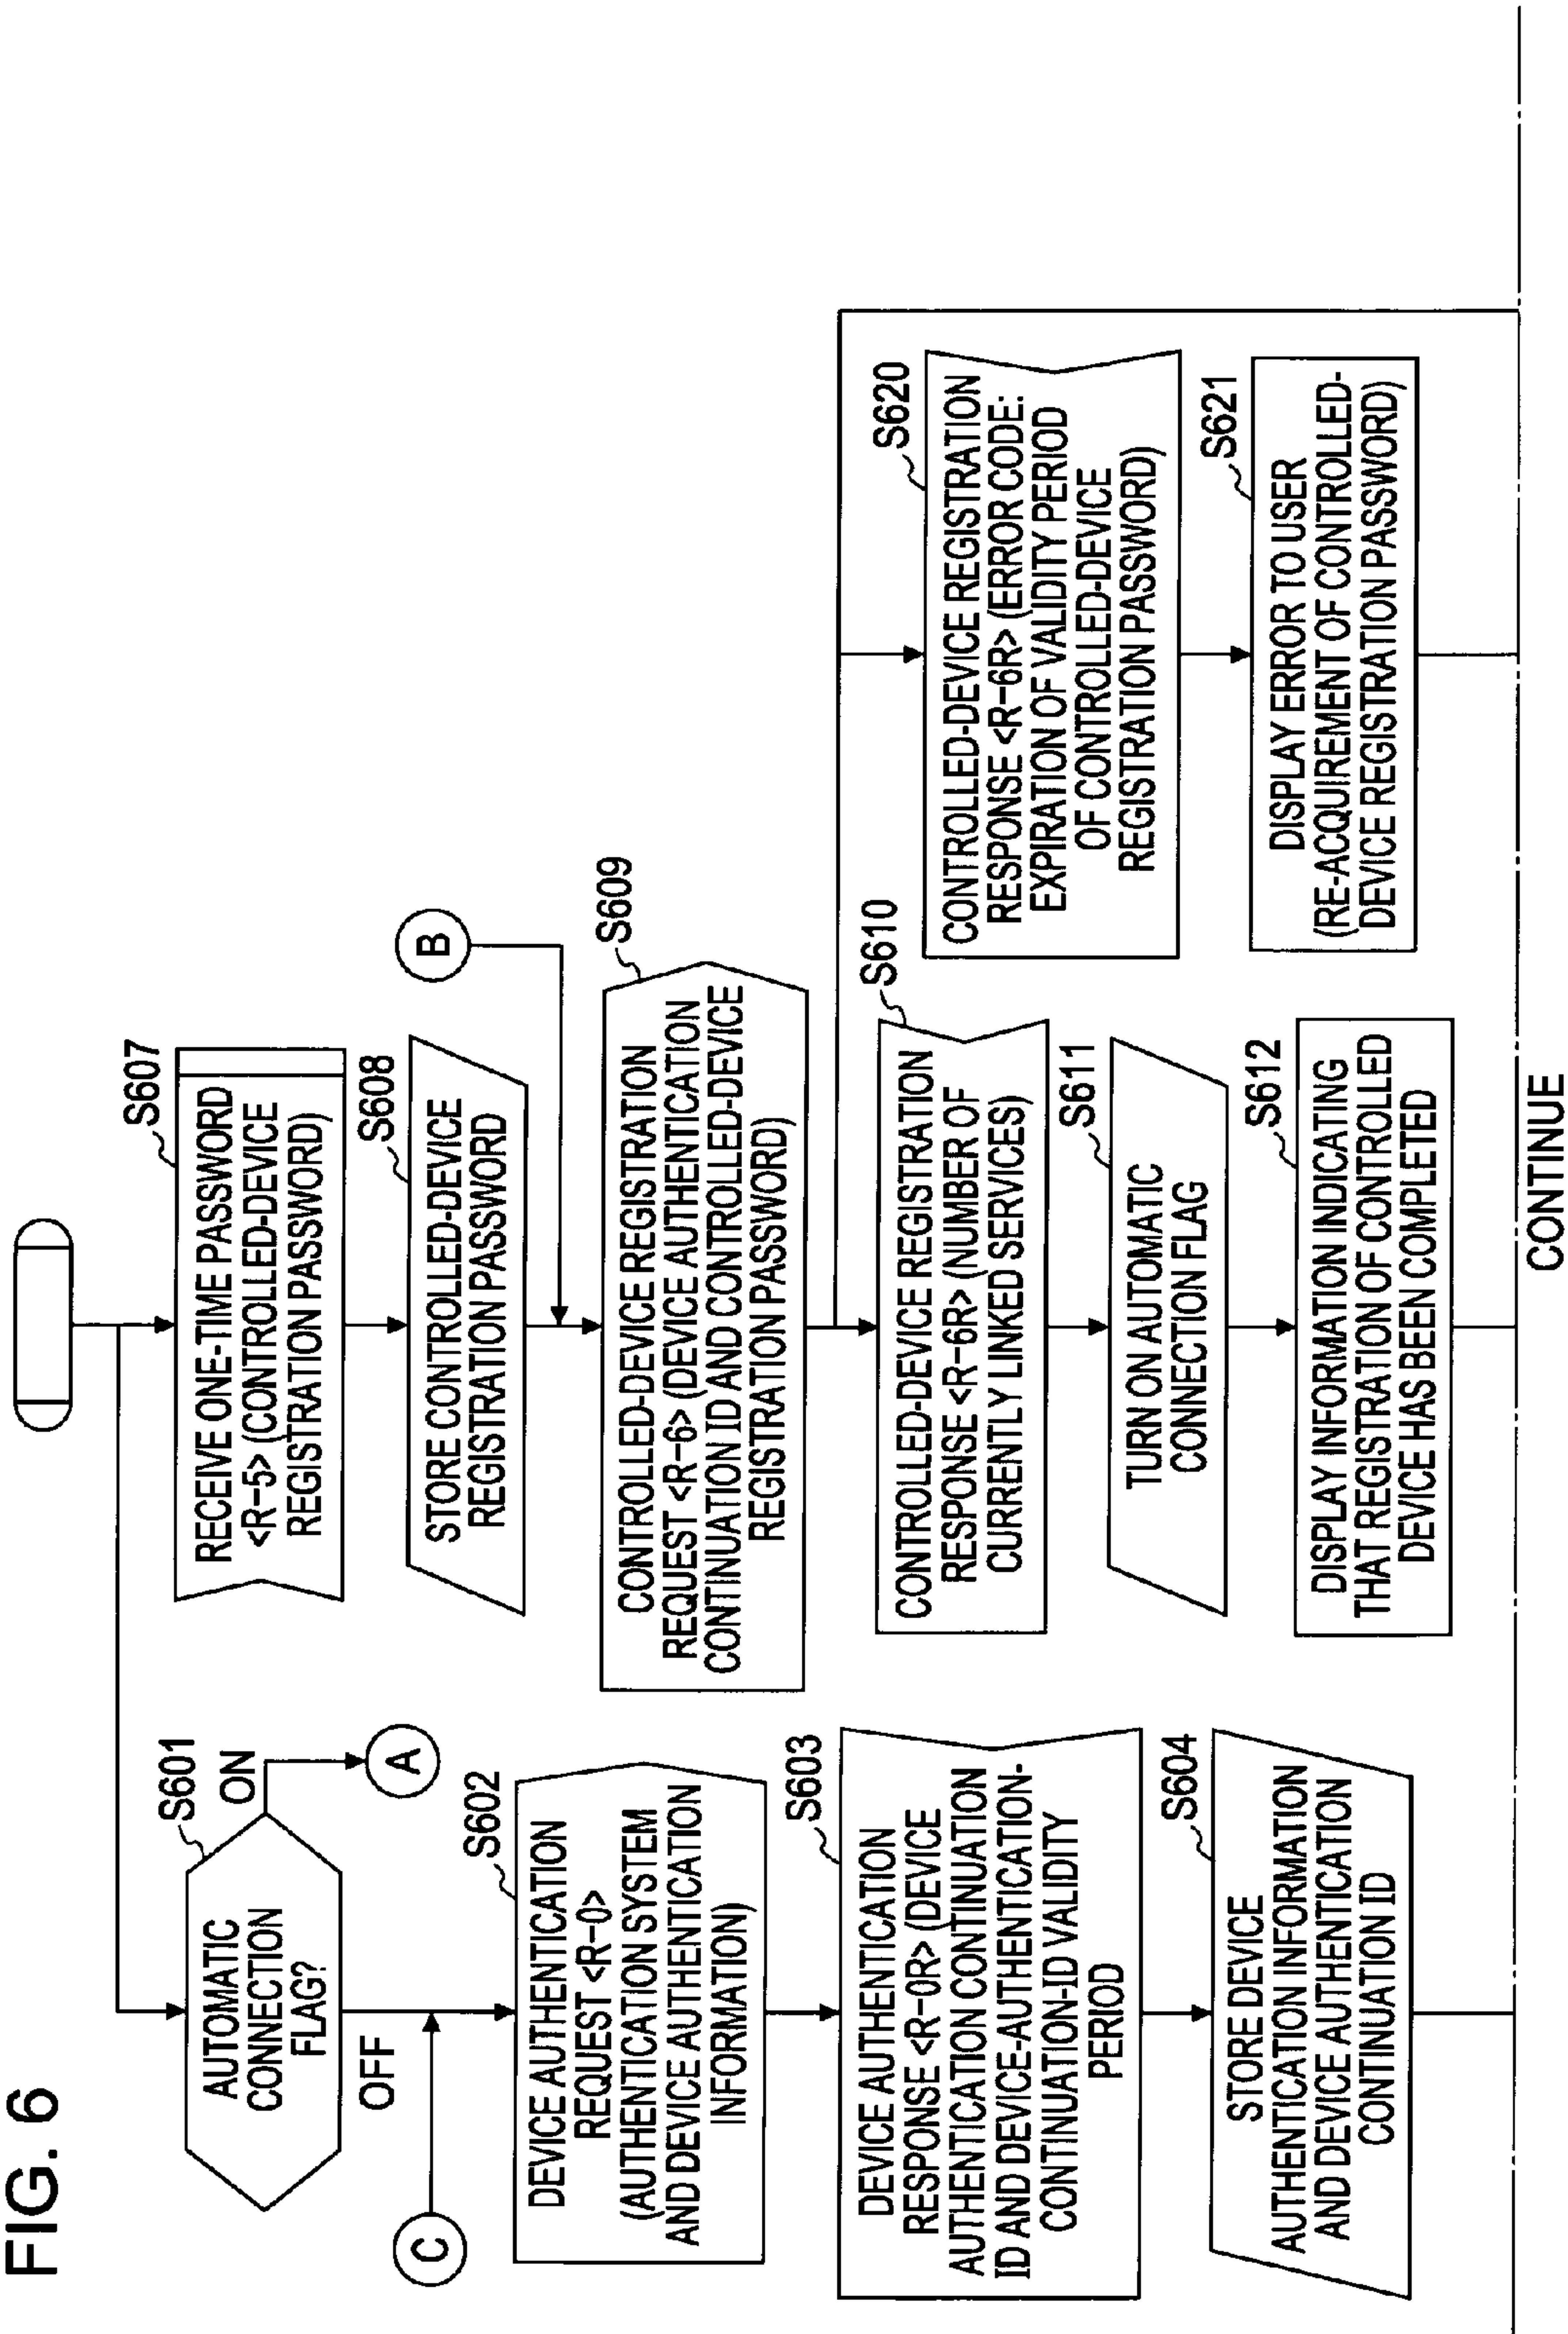 FIG. 6
S601
AUTOMATIC
CONNECTION
FLAG?
ON
A
OFF
C
S602
DEVICE AUTHENTICATION
REQUEST <R-0>
(AUTHENTICATION SYSTEM
AND DEVICE AUTHENTICATION
INFORMATION)
S603
DEVICE AUTHENTICATION
RESPONSE <R-0R> (DEVICE
AUTHENTICATION CONTINUATION
ID AND DEVICE-AUTHENTICATION-
CONTINUATION-ID VALIDITY
PERIOD
S604
STORE DEVICE
AUTHENTICATION INFORMATION
AND DEVICE AUTHENTICATION
CONTINUATION ID
S607
RECEIVE ONE-TIME PASSWORD
<R-5> (CONTROLLED-DEVICE
REGISTRATION PASSWORD)
S608
STORE CONTROLLED-DEVICE
REGISTRATION PASSWORD
B
S609
CONTROLLED-DEVICE REGISTRATION
REQUEST <R-6> (DEVICE AUTHENTICATION
CONTINUATION ID AND CONTROLLED-DEVICE
REGISTRATION PASSWORD)
S610
CONTROLLED-DEVICE REGISTRATION
RESPONSE <R-6R> (NUMBER OF
CURRENTLY LINKED SERVICES)
S611
TURN ON AUTOMATIC
CONNECTION FLAG
S612
DISPLAY INFORMATION INDICATING
THAT REGISTRATION OF CONTROLLED
DEVICE HAS BEEN COMPLETED
S620
CONTROLLED-DEVICE REGISTRATION
RESPONSE <R-6R> (ERROR CODE:
EXPIRATION OF VALIDITY PERIOD
OF CONTROLLED-DEVICE
REGISTRATION PASSWORD)
S621
DISPLAY ERROR TO USER
(RE-ACQUIREMENT OF CONTROLLED-
DEVICE REGISTRATION PASSWORD)
CONTINUE